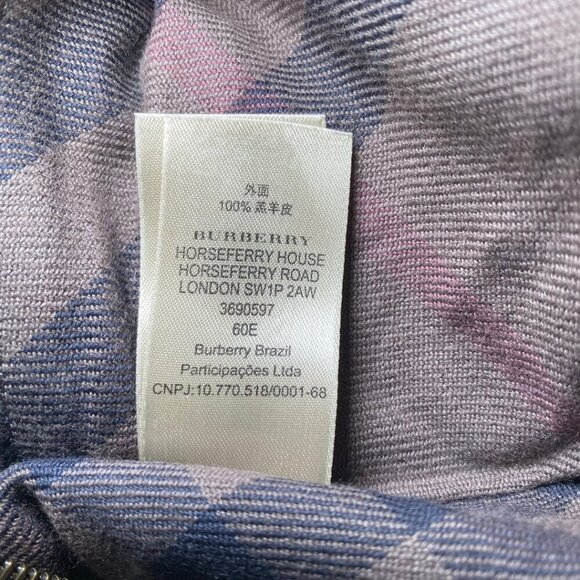 外面
100% 羔羊皮
BURBERRY
HORSEFERRY HOUSE
HORSEFERRY ROAD
LONDON SW1P 2AW
3690597
60E
Burberry Brazil
Participações Ltda
CNPJ:10.770.518/0001-68